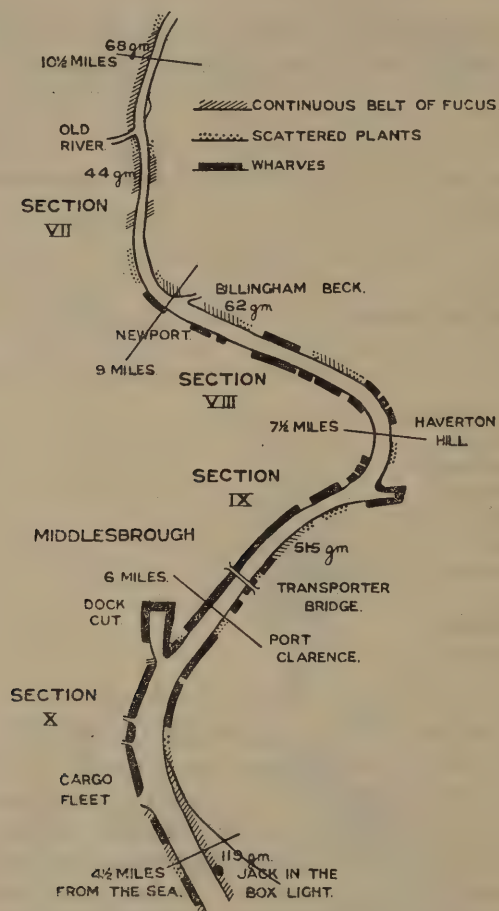 68 gm
10½ MILES
CONTINUOUS BELT OF FUCUS
OLD
RIVER.
SCATTERED PLANTS
44 gm
WHARVES
SECTION
VII
BILLINGHAM BECK.
62 gm
NEWPORT.
9 MILES.
SECTION
VIII
7½ MILES
HAVERTON
HILL
SECTION
IX
MIDDLESBROUGH
51·5 gm
6 MILES.
TRANSPORTER
BRIDGE.
DOCK
CUT.
PORT
CLARENCE.
SECTION
X
CARGO
FLEET
119 gm.
4½ MILES
FROM THE SEA.
JACK IN THE
BOX LIGHT.